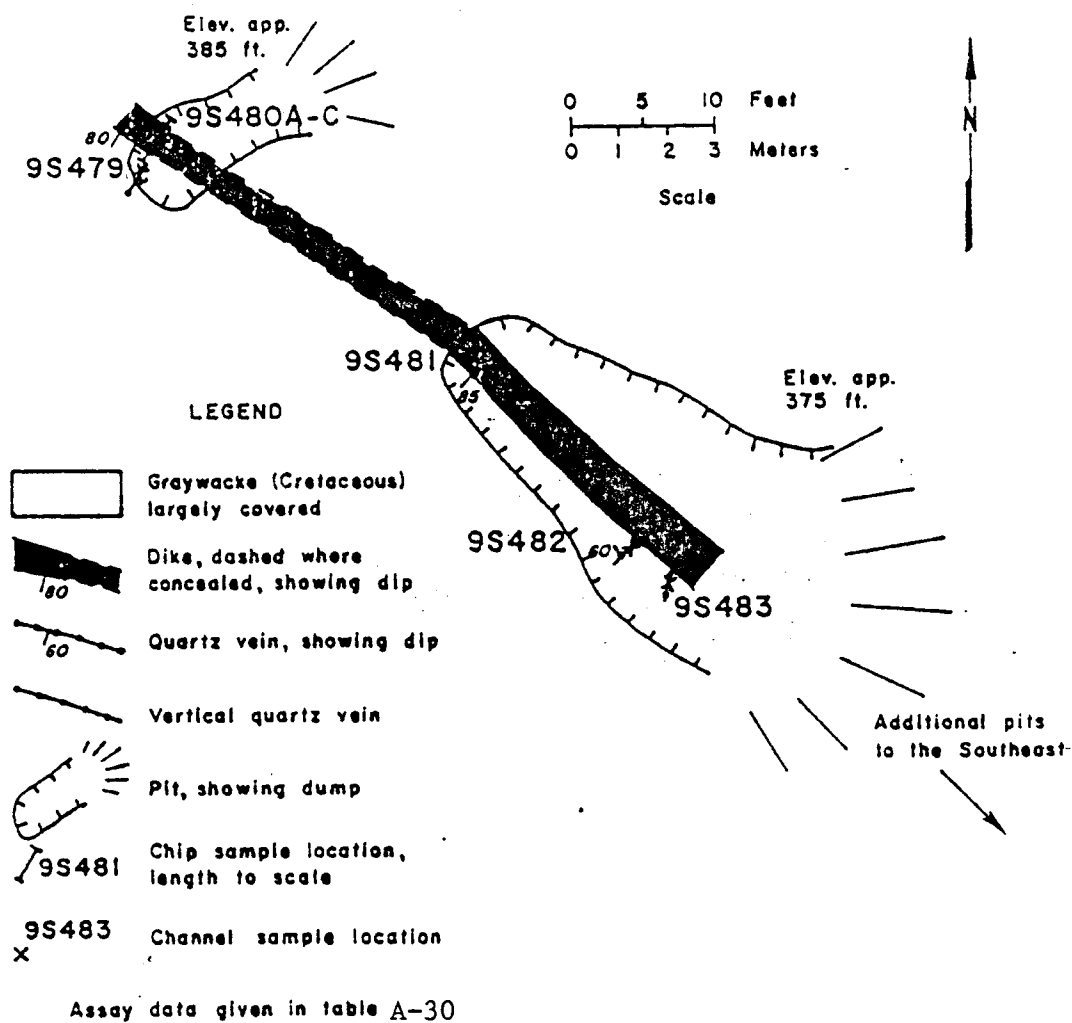 Elev. app.
385 ft.
9S480A-C
80
9S479
0 5 10 Feet
0 1 2 3 Meters
Scale
N
9S481
85
Elev. app.
375 ft.
9S482
60
9S483
Additional pits
to the Southeast
LEGEND
Graywacke (Cretaceous)
largely covered
Dike, dashed where
concealed, showing dip
80
Quartz vein, showing dip
60
Vertical quartz vein
Pit, showing dump
9S481
Chip sample location,
length to scale
9S483
Channel sample location
Assay data given in table A-30